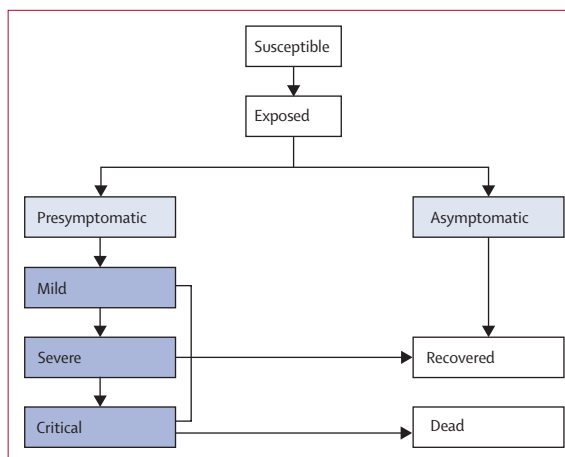 Susceptible
Exposed
Presymptomatic
Asymptomatic
Mild
Severe
Recovered
Critical
Dead